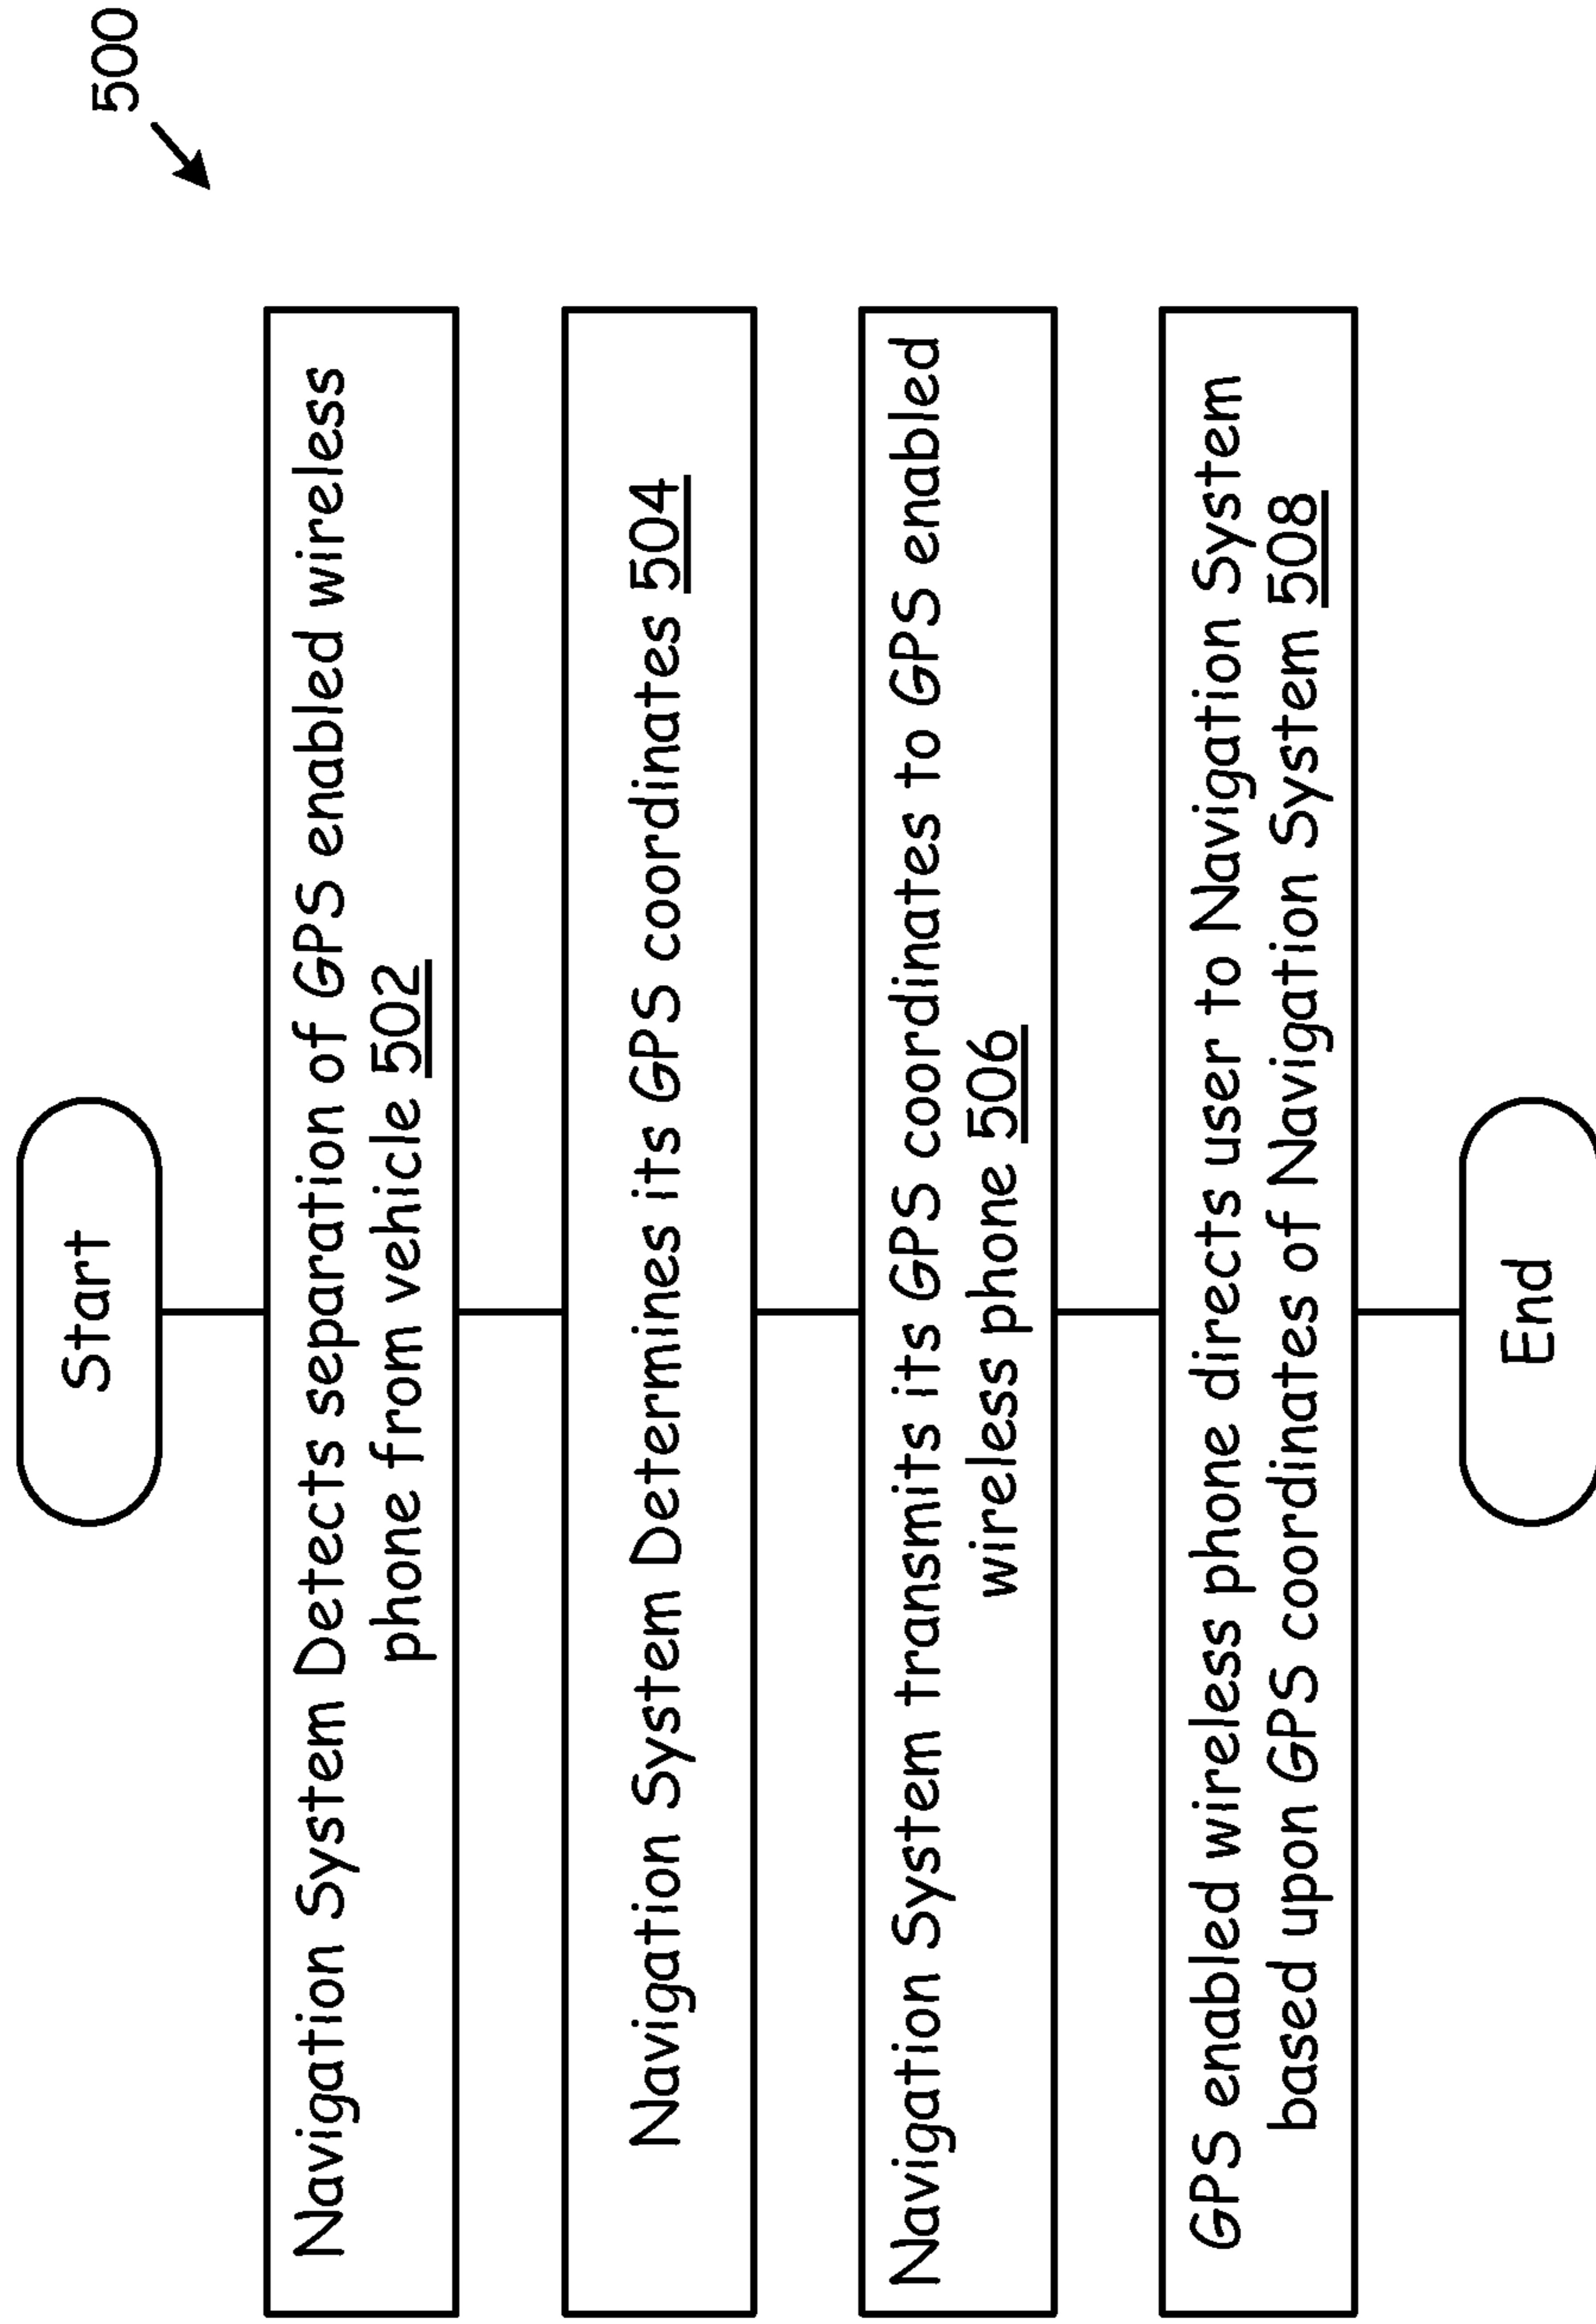 500
Start
Navigation System Detects separation of GPS enabled wireless
phone from vehicle 502
Navigation System Determines its GPS coordinates 504
Navigation System transmits its GPS coordinates to GPS enabled
wireless phone 506
GPS enabled wireless phone directs user to Navigation System
based upon GPS coordinates of Navigation System 508
End